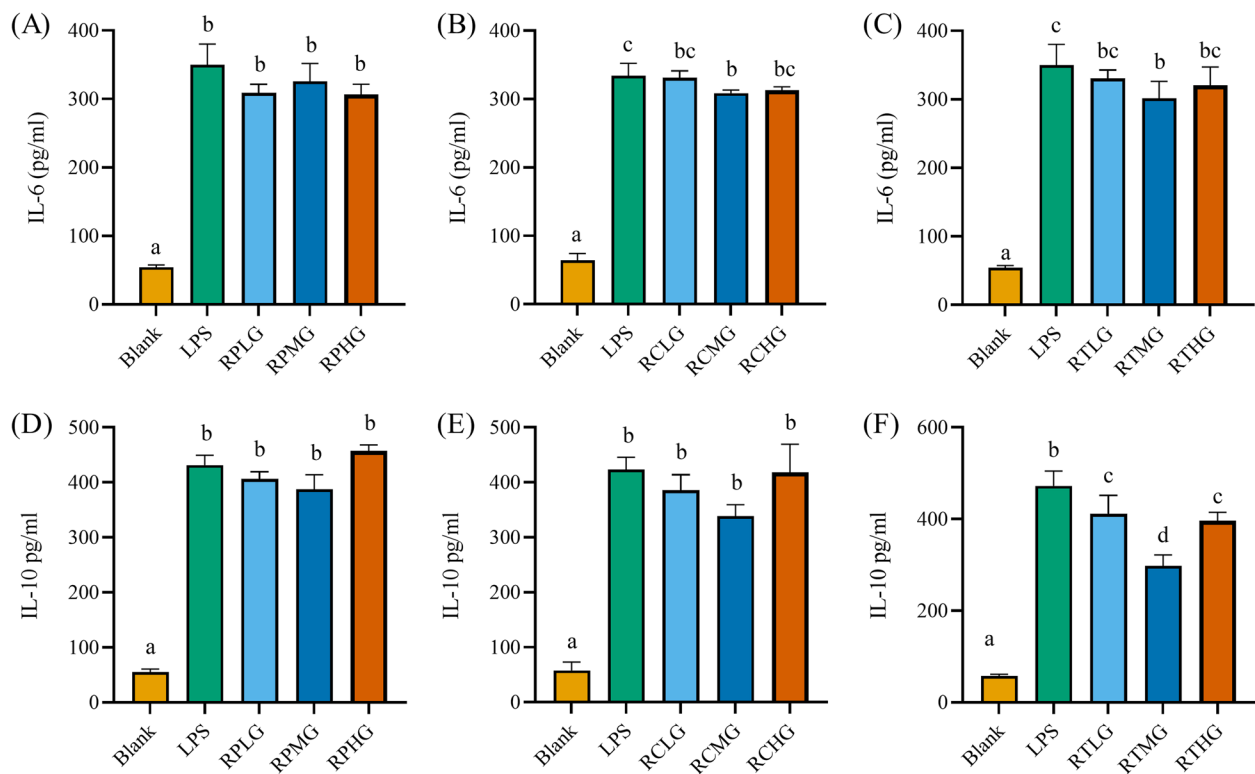 (A)
IL-6 (pg/ml)
400
300
200
100
0
a
b
b
b
b
Blank
LPS
RPLG
RPMG
RPHG
(B)
IL-6 (pg/ml)
400
300
200
100
0
a
c
bc
b
bc
Blank
LPS
RCLG
RCMG
RCHG
(C)
IL-6 (pg/ml)
400
300
200
100
0
a
c
bc
b
bc
Blank
LPS
RTLG
RTMG
RTHG
(D)
IL-10 pg/ml
500
400
300
200
100
0
a
b
b
b
b
Blank
LPS
RPLG
RPMG
RPHG
(E)
IL-10 pg/ml
500
400
300
200
100
0
a
b
b
b
b
Blank
LPS
RCLG
RCMG
RCHG
(F)
IL-10 pg/ml
600
400
200
0
a
b
c
d
c
Blank
LPS
RTLG
RTMG
RTHG